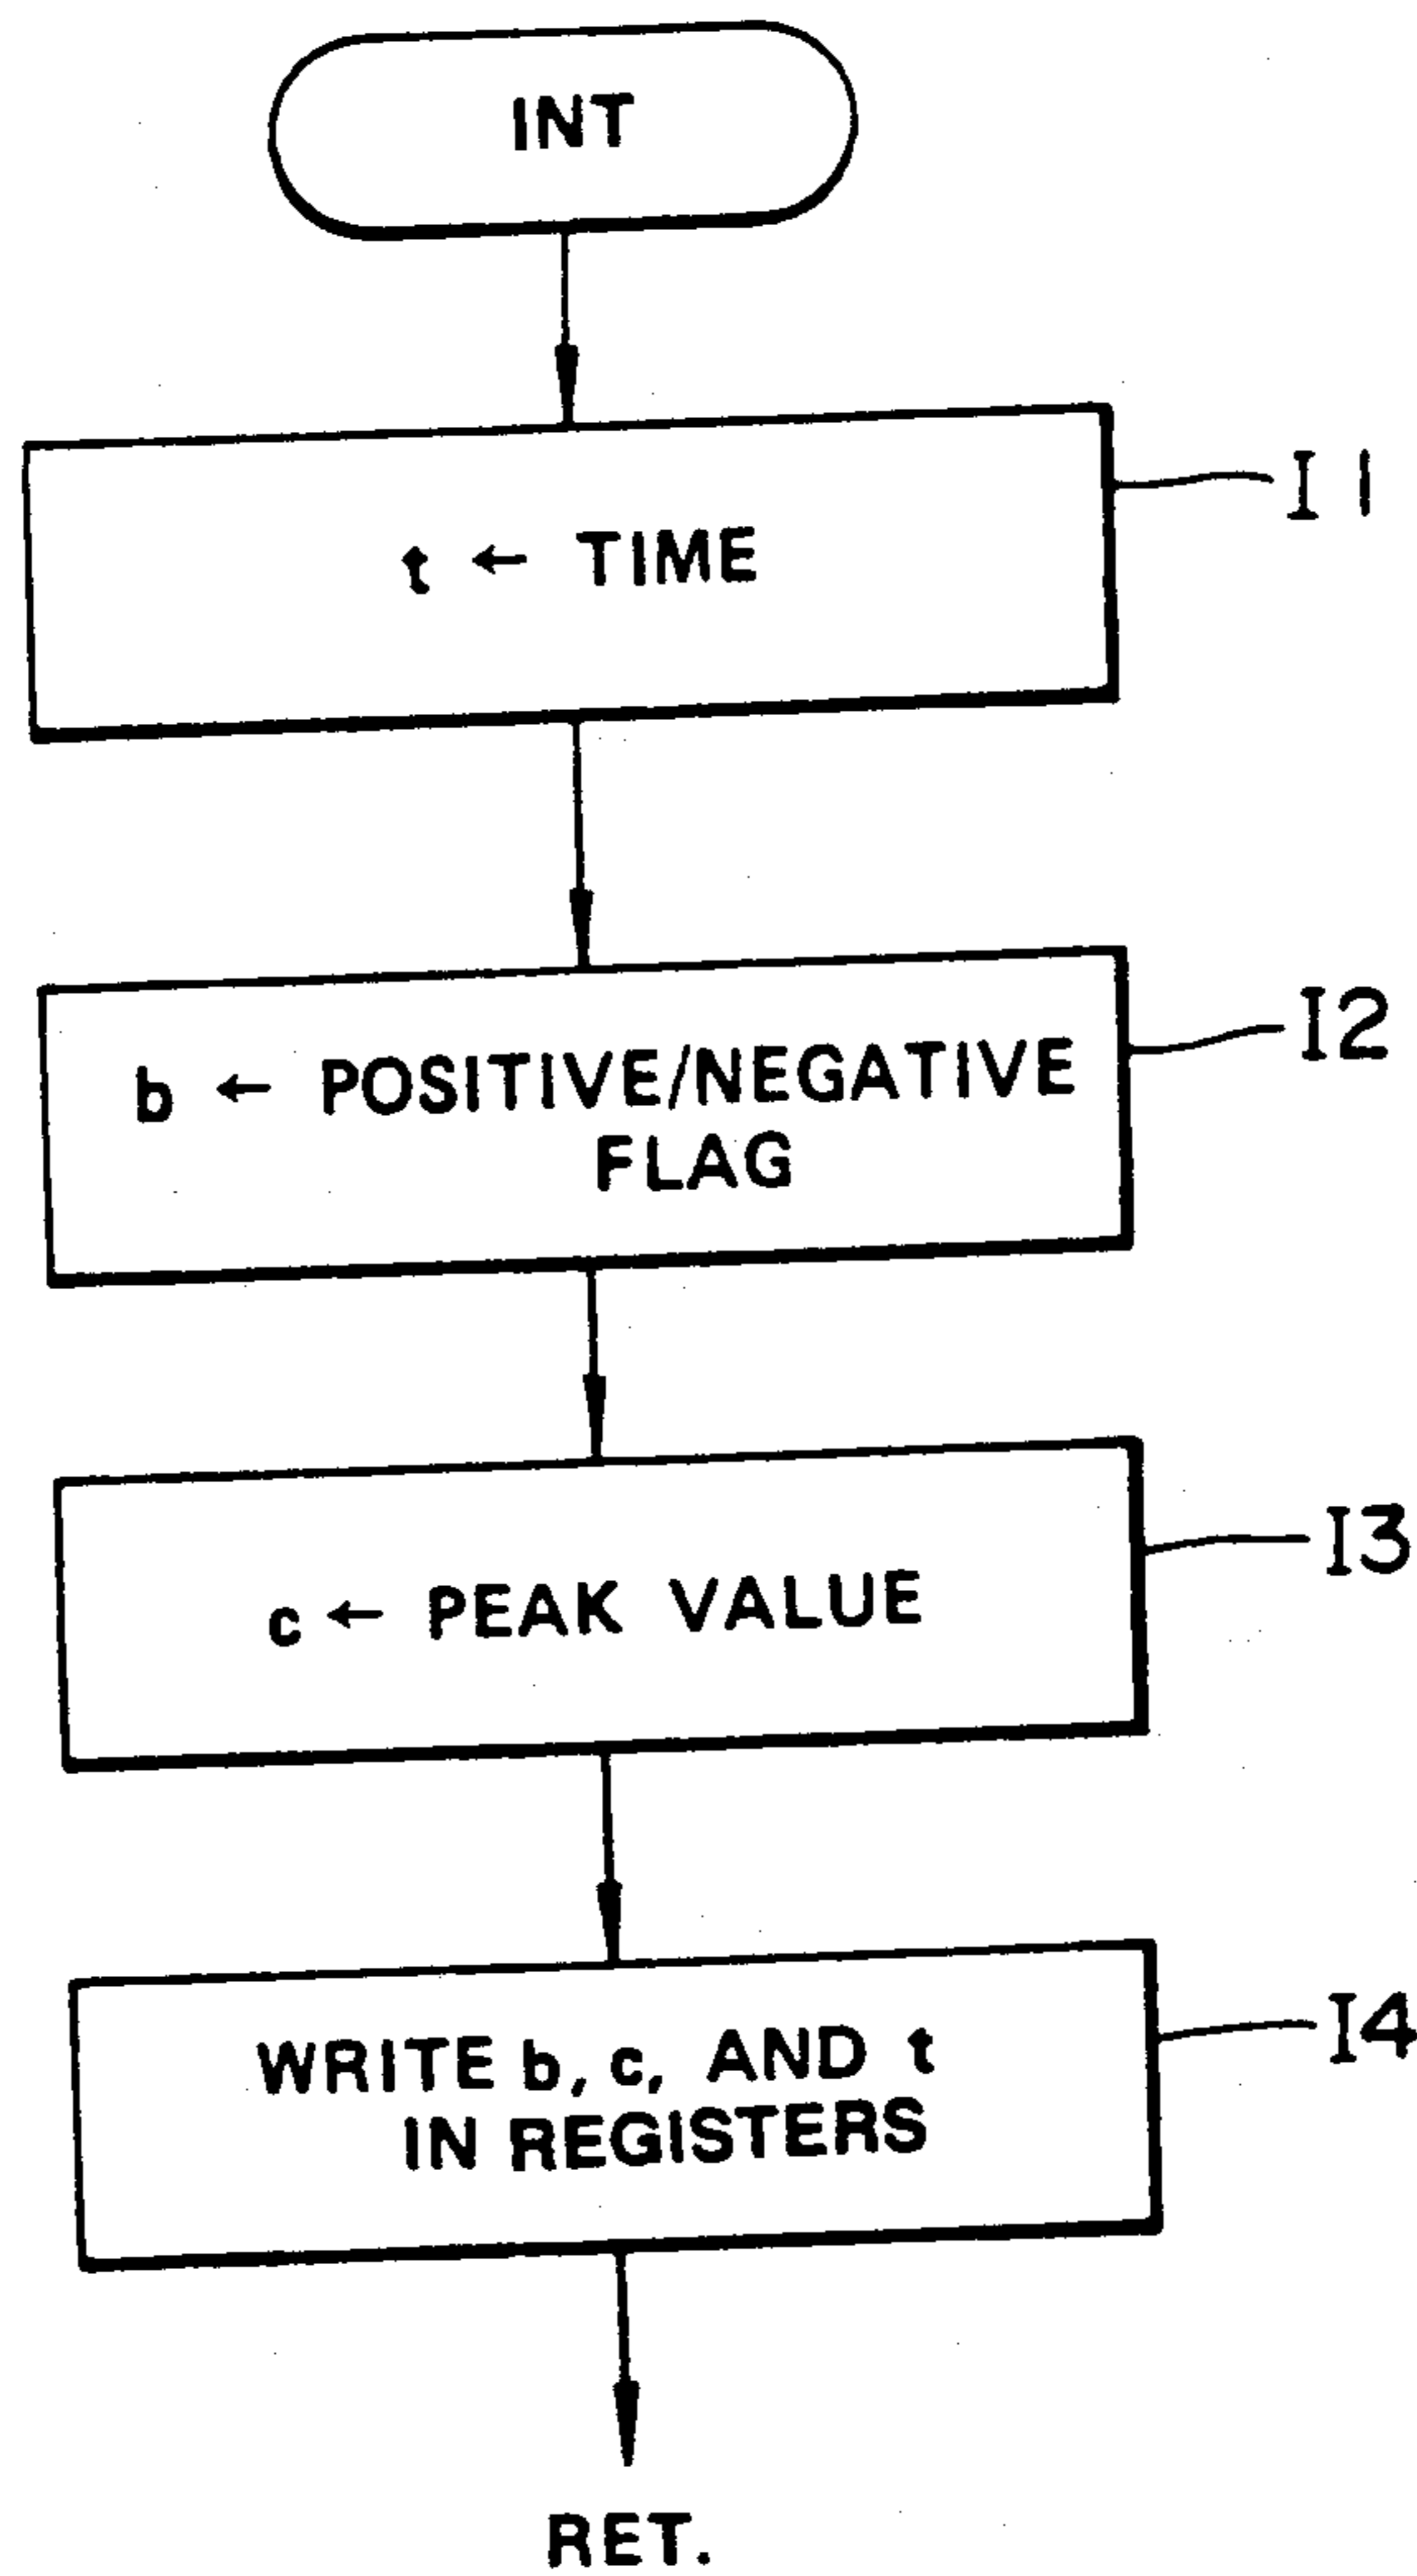 INT
t ← TIME
I1
b ← POSITIVE/NEGATIVE
FLAG
I2
c ← PEAK VALUE
I3
WRITE b, c, AND t
IN REGISTERS
I4
RET.